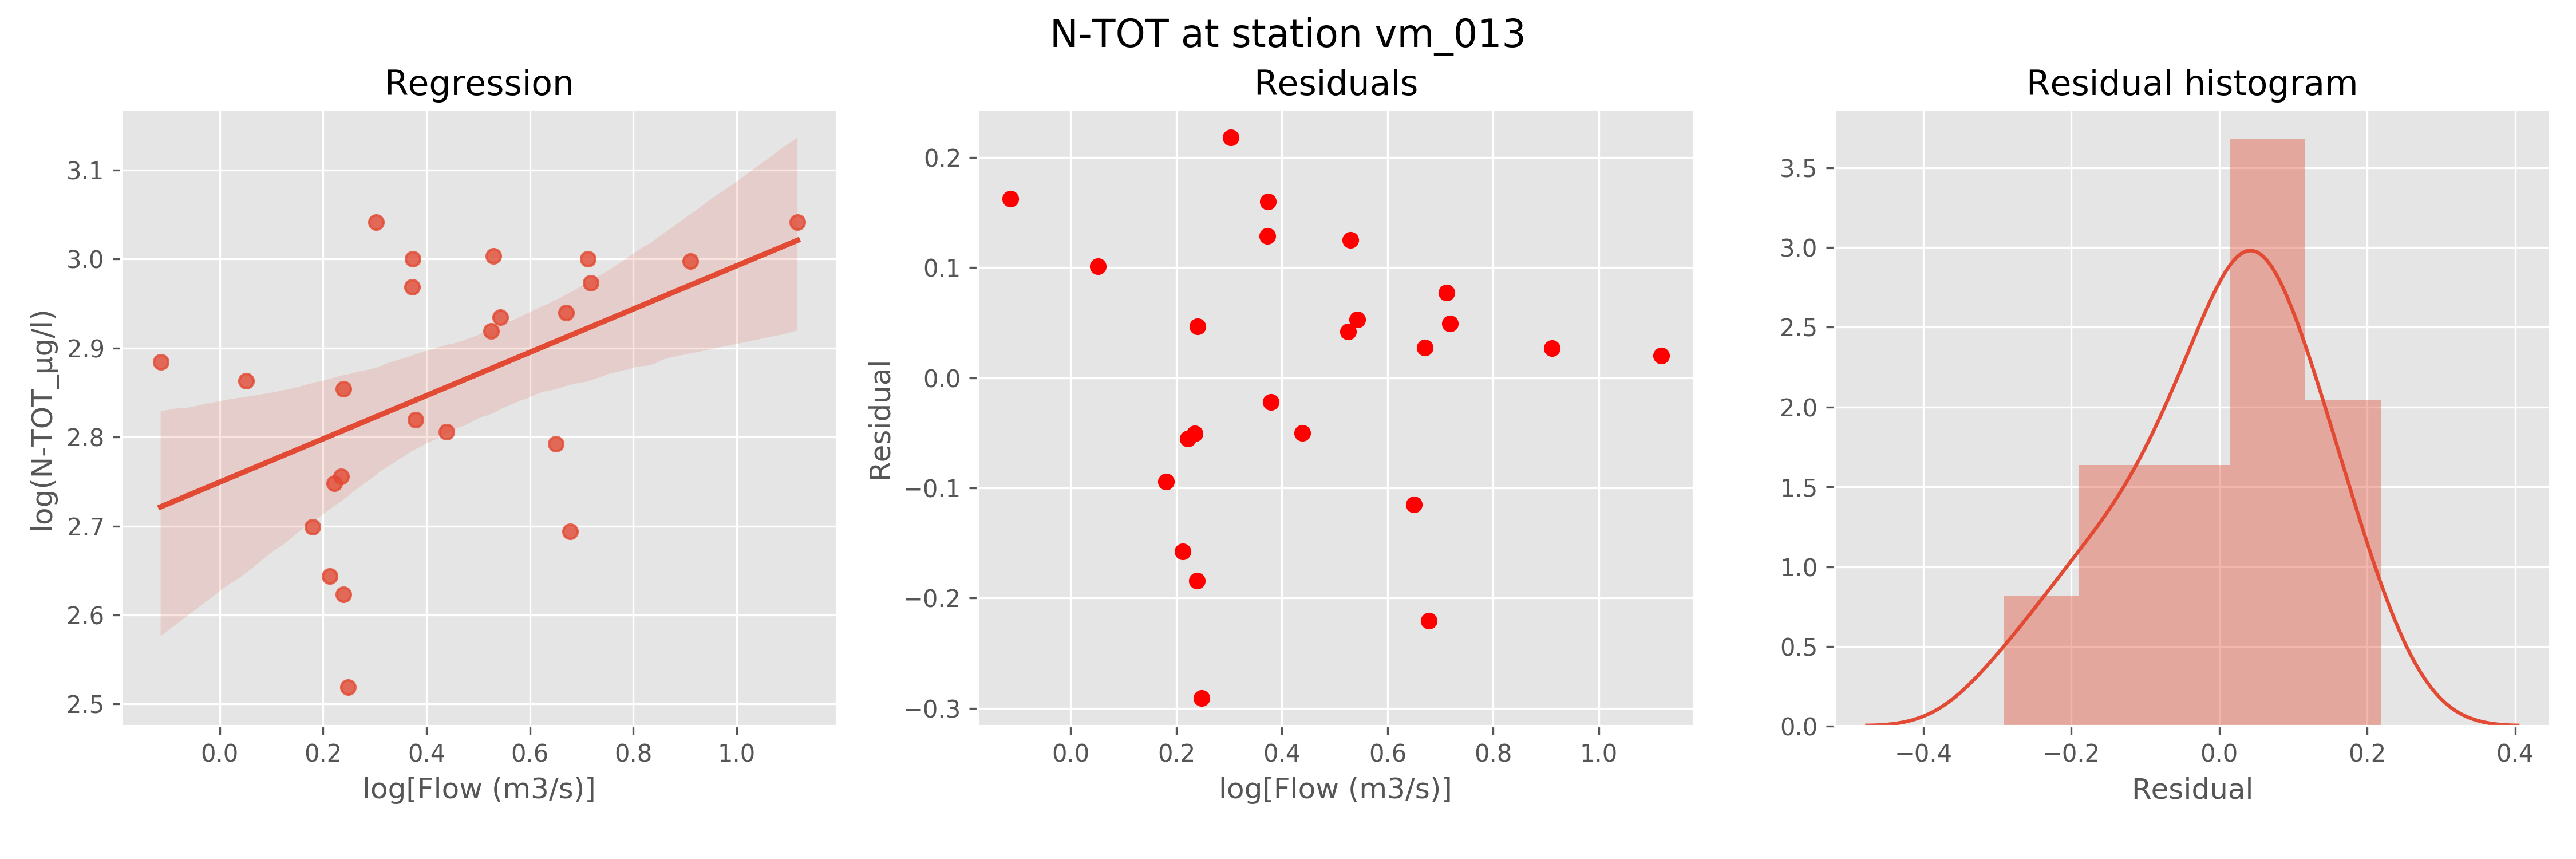 N-TOT at station vm_013
Regression
Residuals
Residual histogram
3.1
3.0
2.9
2.8
2.7
2.6
2.5
log(N-TOT_µg/l)
0.0 0.2 0.4 0.6 0.8 1.0
log[Flow (m3/s)]
0.2
0.1
0.0
−0.1
−0.2
−0.3
Residual
0.0 0.2 0.4 0.6 0.8 1.0
log[Flow (m3/s)]
3.5
3.0
2.5
2.0
1.5
1.0
0.5
0.0
−0.4 −0.2 0.0 0.2 0.4
Residual